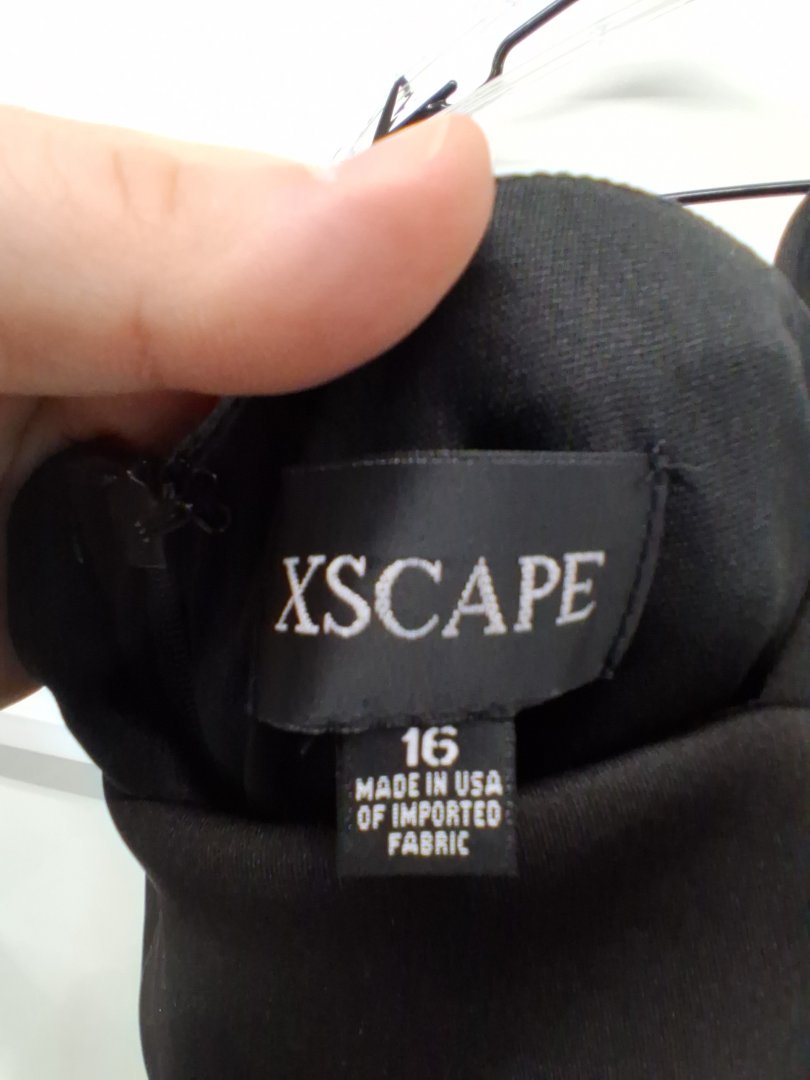 XSCAPE
16
MADE IN USA
OF IMPORTED
FABRIC